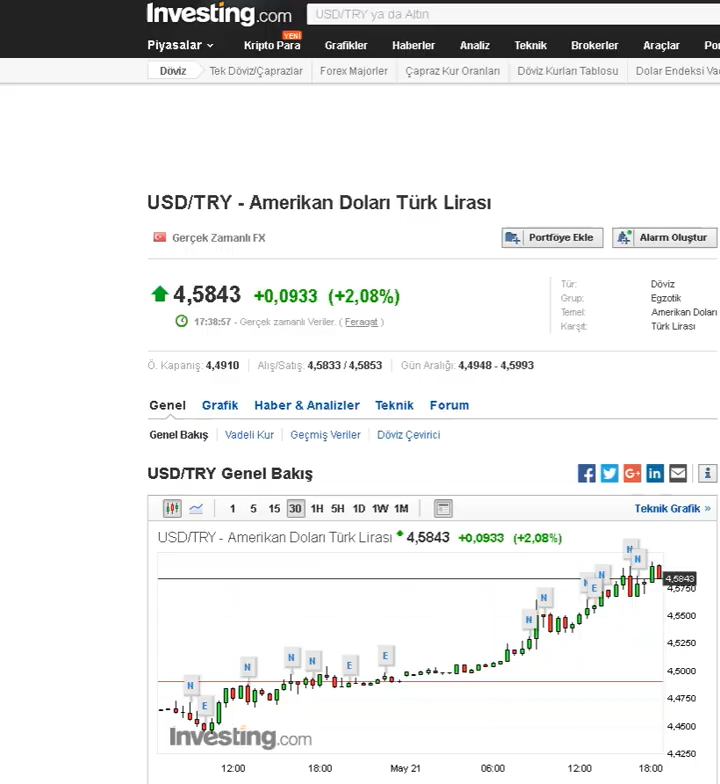 Investing.com
USD/TRY ya da Altın
YENİ
Piyasalar Kripto Para Grafikler Haberler Analiz Teknik Brokerler Araçlar
Döviz Tek Döviz/Çaprazlar Forex Majorler Çapraz Kur Oranları Döviz Kurları Tablosu Dolar Endeksi
USD/TRY - Amerikan Doları Türk Lirası
Gerçek Zamanlı FX
Portföye Ekle
Alarm Oluştur
4,5843 +0,0933 (+2,08%)
17:38:57 - Gerçek zamanlı Veriler. ( Feragat )
Tür: Döviz
Grup: Egzotik
Temel: Amerikan Doları
Karşıt: Türk Lirası
Ö. Kapanış: 4,4910 Alış/Satış: 4,5833 / 4,5853 Gün Aralığı: 4,4948 - 4,5993
Genel Grafik Haber & Analizler Teknik Forum
Genel Bakış Vadeli Kur Geçmiş Veriler Döviz Çevirici
USD/TRY Genel Bakış
1 5 15 30 1H 5H 1D 1W 1M
Teknik Grafik »
USD/TRY - Amerikan Doları Türk Lirası 4,5843 +0,0933 (+2,08%)
N
N
N
N
E
4,5843
4,5750
N
N
4,5500
4,5250
N
N
N
E
E
4,5000
N
E
4,4750
4,4500
4,4250
Investing.com
12:00 18:00 May 21 06:00 12:00 18:00